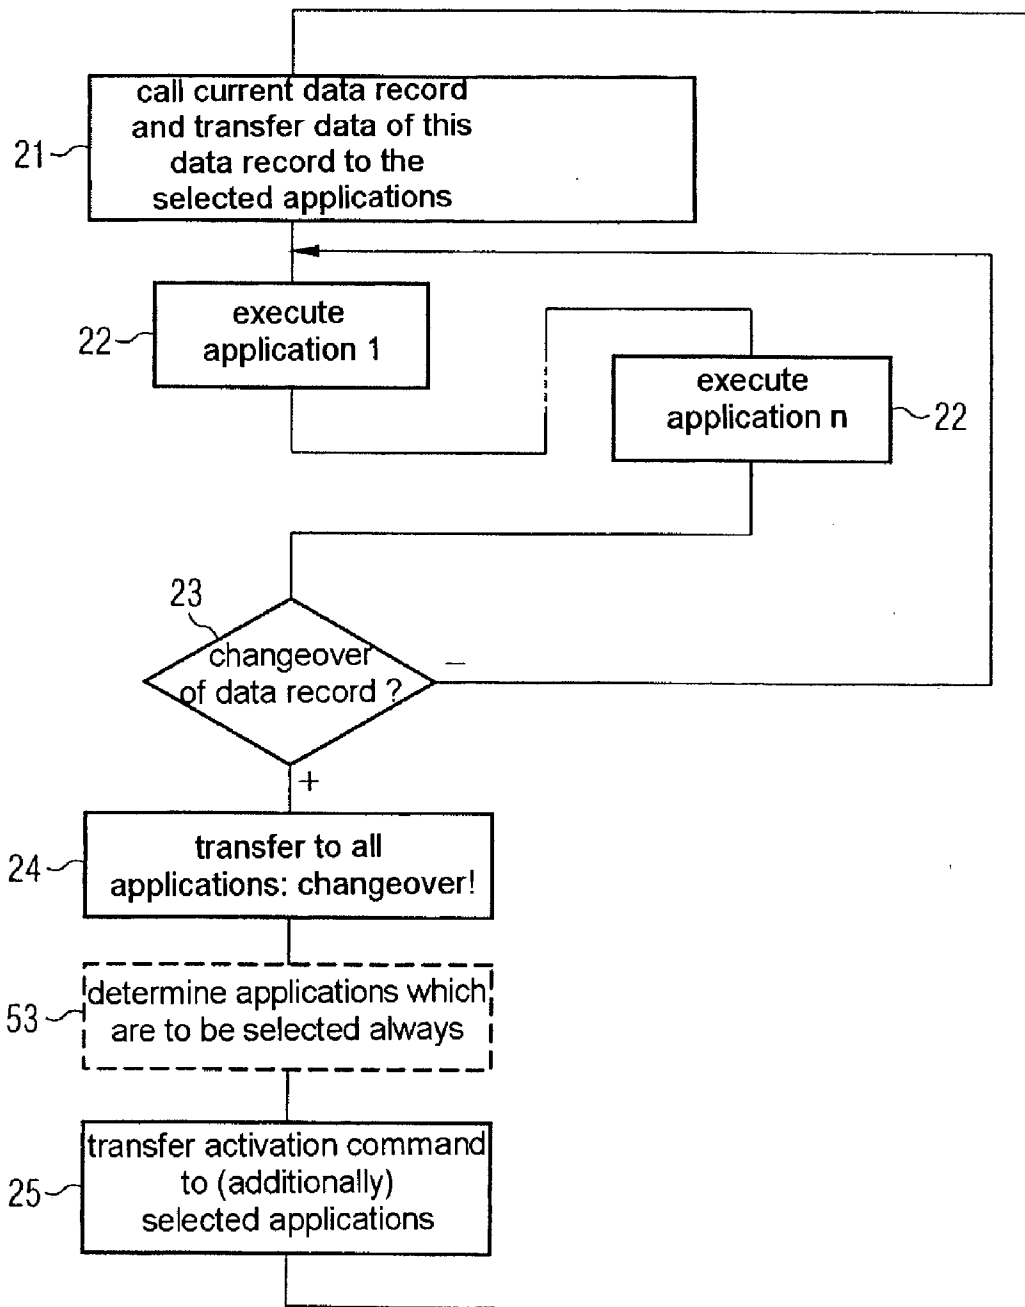 call current data record
and transfer data of this
data record to the
selected applications
21
execute
application 1
22
execute
application n
22
23
changeover
of data record ?
−
+
transfer to all
applications: changeover!
24
determine applications which
are to be selected always
53
transfer activation command
to (additionally)
selected applications
25